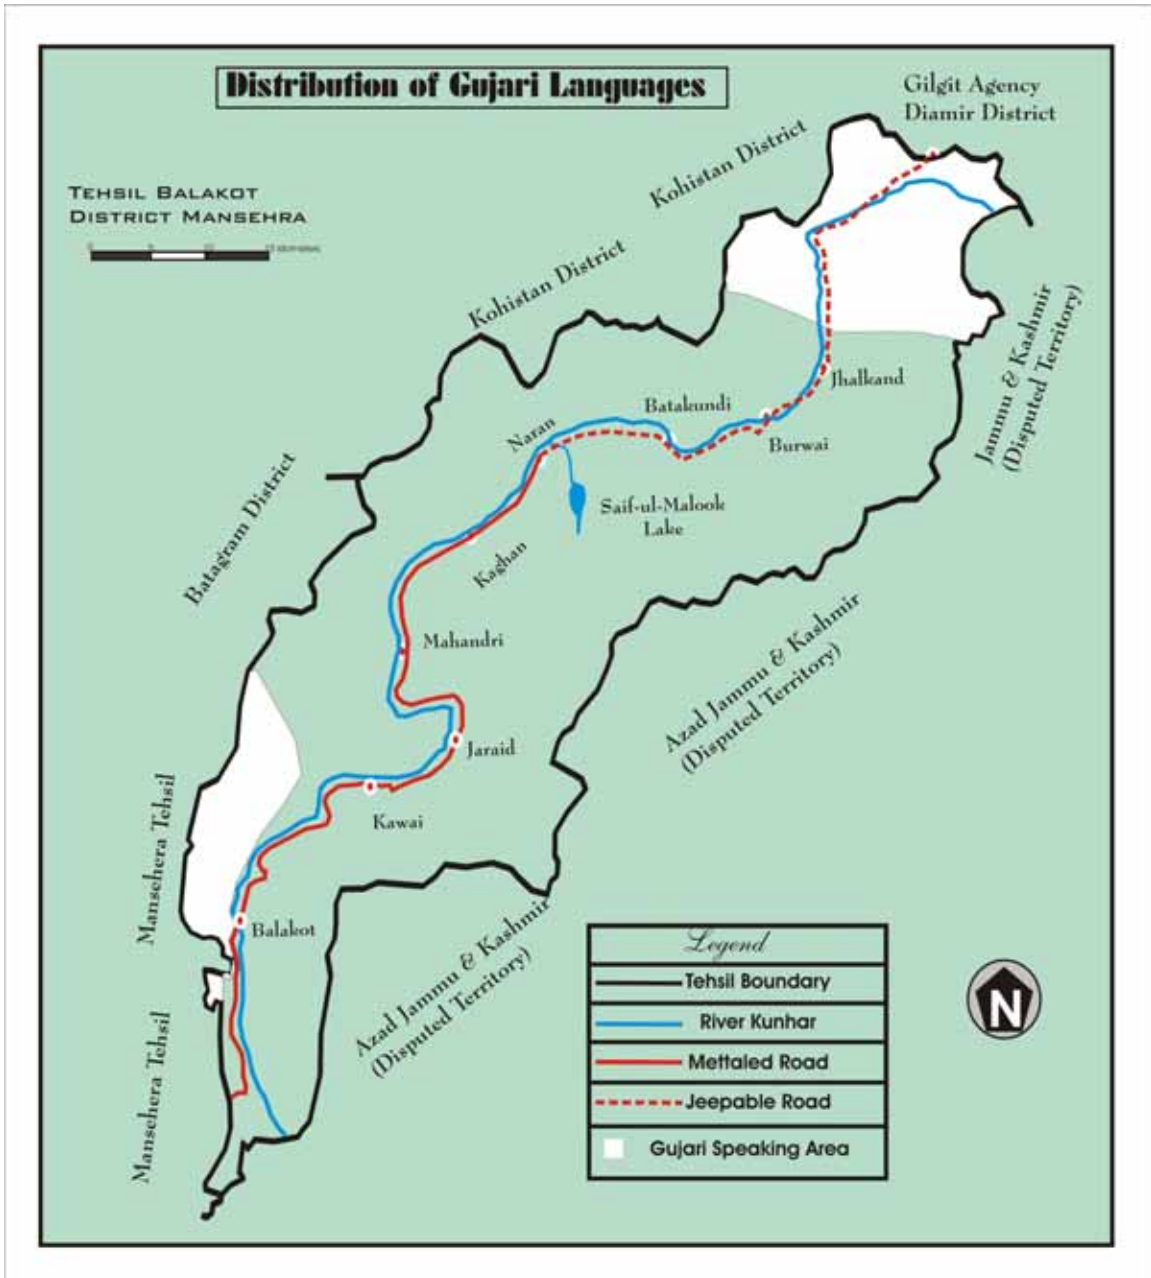 Distribution of Gujari Languages
Gilgit Agency
Diamir District
Kohistan District
TEHSIL BALAKOT
DISTRICT MANSEHRA
Kohistan District
Jammu & Kashmir
(Disputed Territory)
Jhalkand
Batakundi
Naran
Burwai
Batagram District
Saif-ul-Malook
Lake
Kaghan
Mahandri
Azad Jammu & Kashmir
(Disputed Territory)
Jaraid
Kawai
Mansehera Tehsil
Balakot
Azad Jammu & Kashmir
(Disputed Territory)
Mansehera Tehsil
Legend
Tehsil Boundary
River Kunhar
Mettaled Road
Jeepable Road
Gujari Speaking Area
N